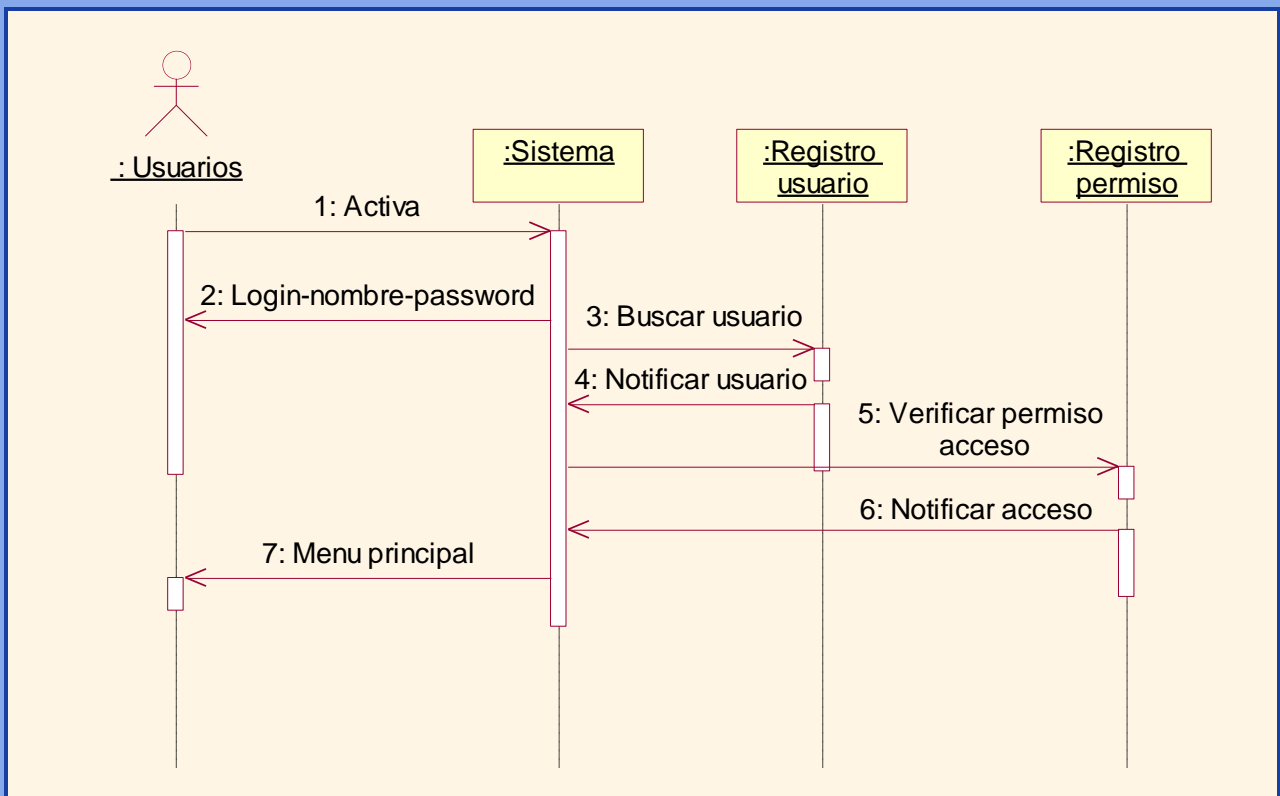 : Usuarios
:Sistema
:Registro
usuario
:Registro
permiso
1: Activa
2: Login-nombre-password
3: Buscar usuario
4: Notificar usuario
5: Verificar permiso
acceso
6: Notificar acceso
7: Menu principal